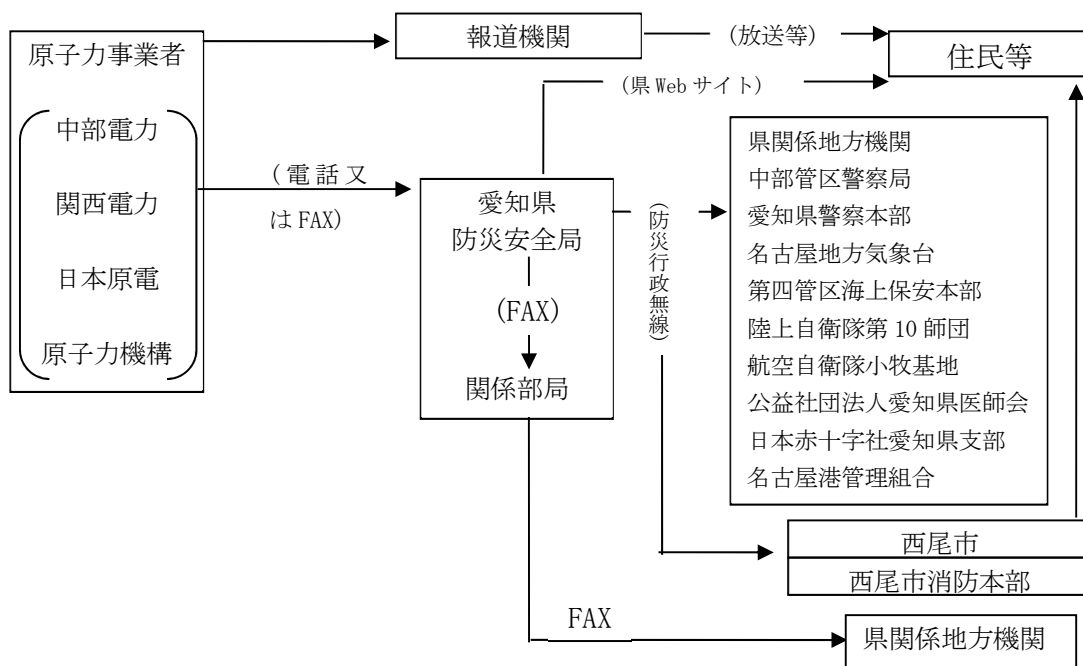 原子力事業者
中部電力
関西電力
日本原電
原子力機構
報道機関
(放送等)
住民等
(県 Web サイト)
(電話又
は FAX)
愛知県
防災安全局
(FAX)
関係部局
(防災行政無線)
県関係地方機関
中部管区警察局
愛知県警察本部
名古屋地方気象台
第四管区海上保安本部
陸上自衛隊第 10 師団
航空自衛隊小牧基地
公益社団法人愛知県医師会
日本赤十字社愛知県支部
名古屋港管理組合
西尾市
西尾市消防本部
FAX
県関係地方機関